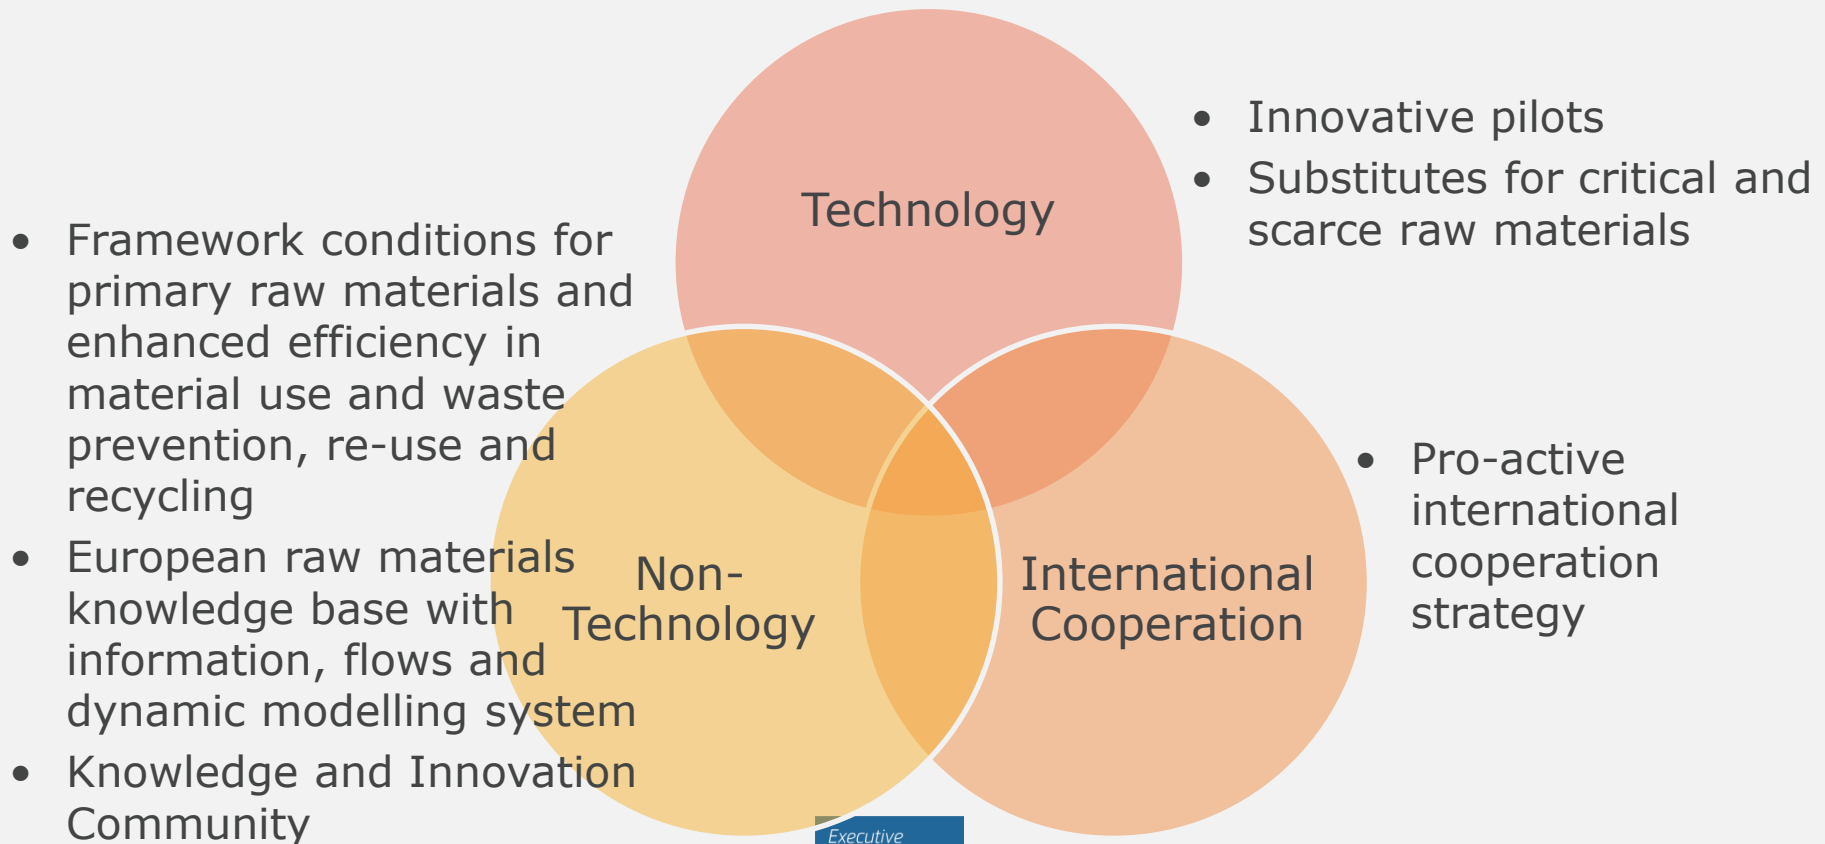 Technology
• Innovative pilots
• Substitutes for critical and
scarce raw materials
• Framework conditions for
primary raw materials and
enhanced efficiency in
material use and waste
prevention, re-use and
recycling
• European raw materials
knowledge base with
information, flows and
dynamic modelling system
• Knowledge and Innovation
Community
Non-
Technology
International
Cooperation
• Pro-active
international
cooperation
strategy
Executive